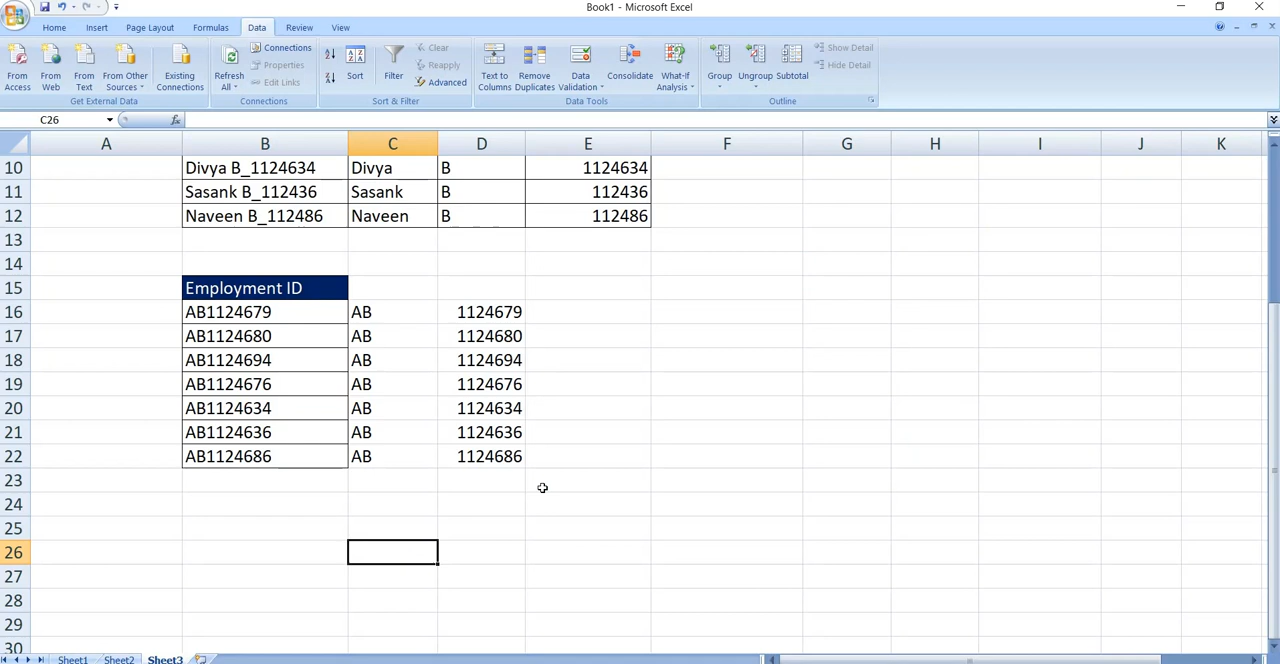 Book1 - Microsoft Excel
Home Insert Page Layout Formulas Data Review View
From Access
From Web
From Text
From Other Sources
Existing Connections
Get External Data
Refresh All
Connections
Properties
Edit Links
Connections
Sort
Filter
Clear
Reapply
Advanced
Sort & Filter
Text to Columns
Remove Duplicates
Data Validation
Consolidate
What-If Analysis
Data Tools
Group
Ungroup
Subtotal
Show Detail
Hide Detail
Outline
C26 fx
A B C D E F G H I J K
10 Divya B_1124634 Divya B 1124634
11 Sasank B_112436 Sasank B 112436
12 Naveen B_112486 Naveen B 112486
13
14
15 Employment ID
16 AB1124679 AB 1124679
17 AB1124680 AB 1124680
18 AB1124694 AB 1124694
19 AB1124676 AB 1124676
20 AB1124634 AB 1124634
21 AB1124636 AB 1124636
22 AB1124686 AB 1124686
23
24
25
26
27
28
29
30
Sheet1 Sheet2 Sheet3